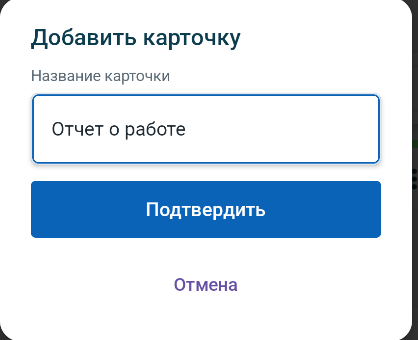 Добавить карточку
Название карточки
Отчет о работе
Подтвердить
Отмена